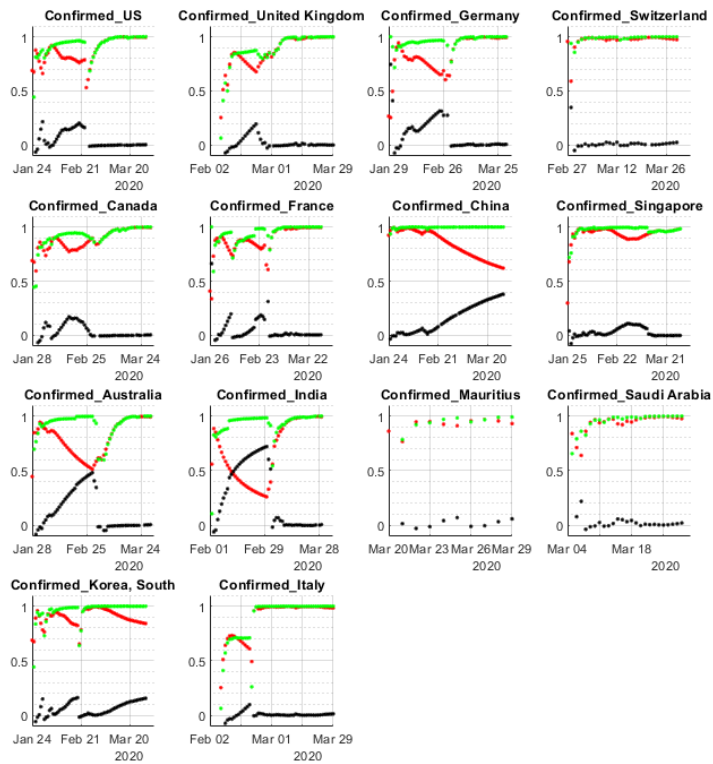 Confirmed_US
1
0.5
0
Jan 24 Feb 21 Mar 20
2020
Confirmed_United Kingdom
1
0.5
0
Feb 02 Mar 01 Mar 29
2020
Confirmed_Germany
1
0.5
0
Jan 29 Feb 26 Mar 25
2020
Confirmed_Switzerland
1
0.5
0
Feb 27 Mar 12 Mar 26
2020
Confirmed_Canada
1
0.5
0
Jan 28 Feb 25 Mar 24
2020
Confirmed_France
1
0.5
0
Jan 26 Feb 23 Mar 22
2020
Confirmed_China
1
0.5
0
Jan 24 Feb 21 Mar 20
2020
Confirmed_Singapore
1
0.5
0
Jan 25 Feb 22 Mar 21
2020
Confirmed_Australia
1
0.5
0
Jan 28 Feb 25 Mar 24
2020
Confirmed_India
1
0.5
0
Feb 01 Feb 29 Mar 28
2020
Confirmed_Mauritius
1
0.5
0
Mar 20 Mar 23 Mar 26 Mar 29
2020
Confirmed_Saudi Arabia
1
0.5
0
Mar 04 Mar 18
2020
Confirmed_Korea, South
1
0.5
0
Jan 24 Feb 21 Mar 20
2020
Confirmed_Italy
1
0.5
0
Feb 02 Mar 01 Mar 29
2020